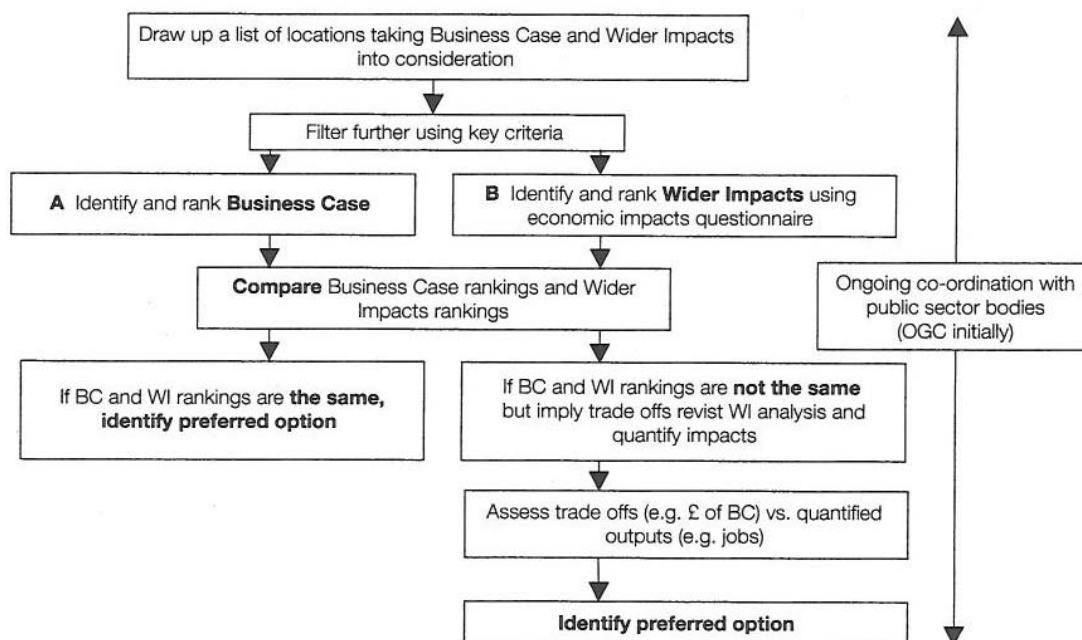 Draw up a list of locations taking Business Case and Wider Impacts
into consideration
Filter further using key criteria
A Identify and rank Business Case
B Identify and rank Wider Impacts using
economic impacts questionnaire
Compare Business Case rankings and Wider
Impacts rankings
Ongoing co-ordination with
public sector bodies
(OGC initially)
If BC and WI rankings are the same,
identify preferred option
If BC and WI rankings are not the same
but imply trade offs revist WI analysis and
quantify impacts
Assess trade offs (e.g. £ of BC) vs. quantified
outputs (e.g. jobs)
Identify preferred option